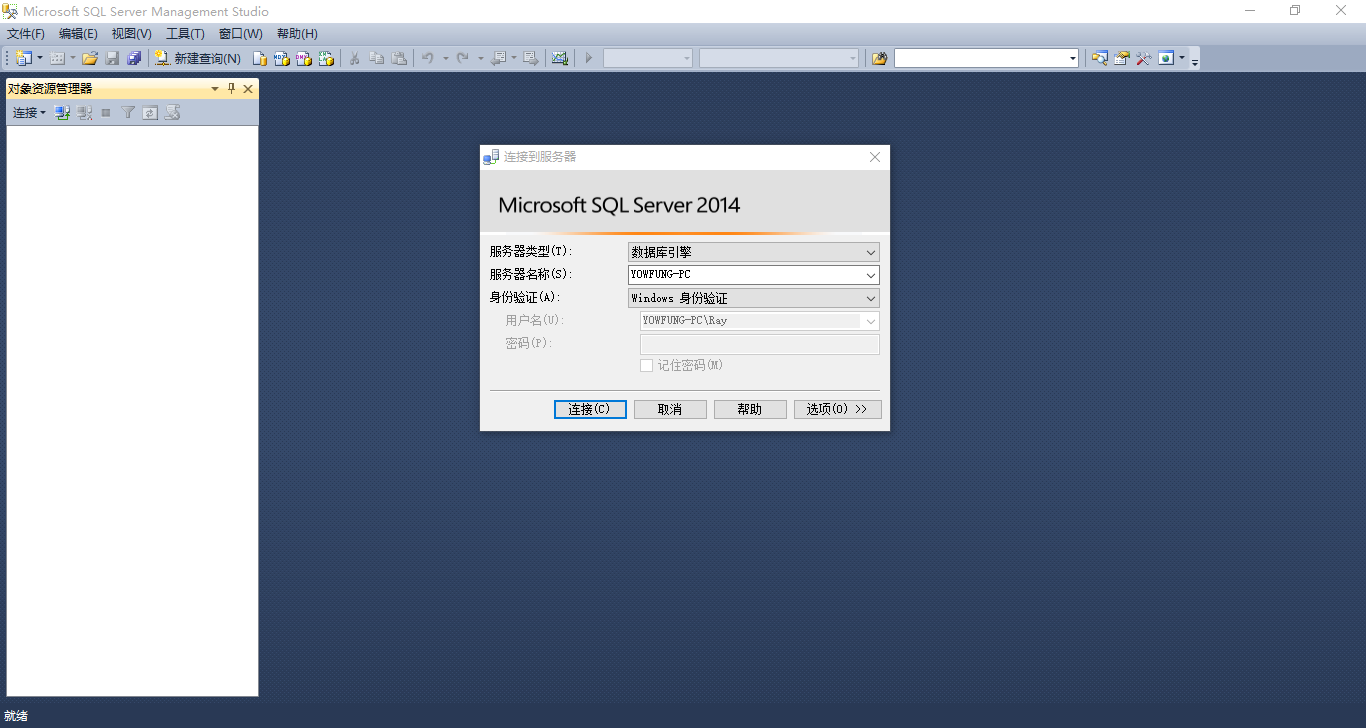 Microsoft SQL Server Management Studio
文件(F) 编辑(E) 视图(V) 工具(T) 窗口(W) 帮助(H)
新建查询(N)
对象资源管理器
连接
连接到服务器
Microsoft SQL Server 2014
服务器类型(T): 数据库引擎
服务器名称(S): YOWFUNG-PC
身份验证(A): Windows 身份验证
用户名(U): YOWFUNG-PC\Ray
密码(P):
记住密码(M)
连接(C) 取消 帮助 选项(O) >>
就绪